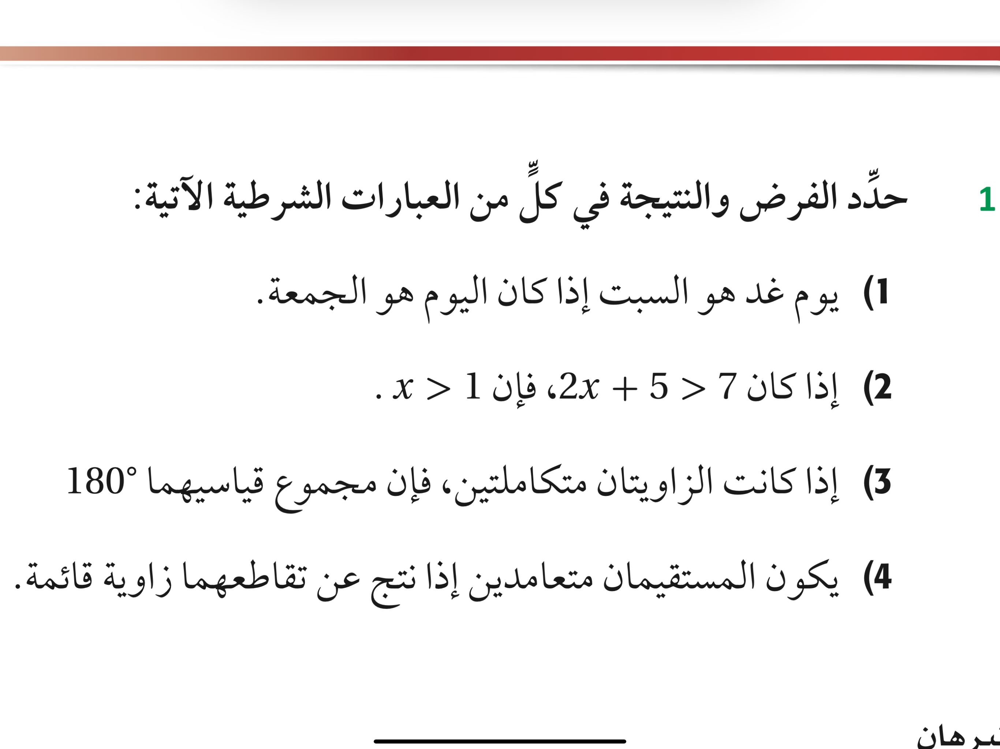 1 حدِّد الفرض والنتيجة في كلٍّ من العبارات الشرطية الآتية:
1) يوم غد هو السبت إذا كان اليوم هو الجمعة.
2) إذا كان 2x + 5 > 7، فإن x > 1 .
3) إذا كانت الزاويتان متكاملتين، فإن مجموع قياسيهما 180°
4) يكون المستقيمان متعامدين إذا نتج عن تقاطعهما زاوية قائمة.